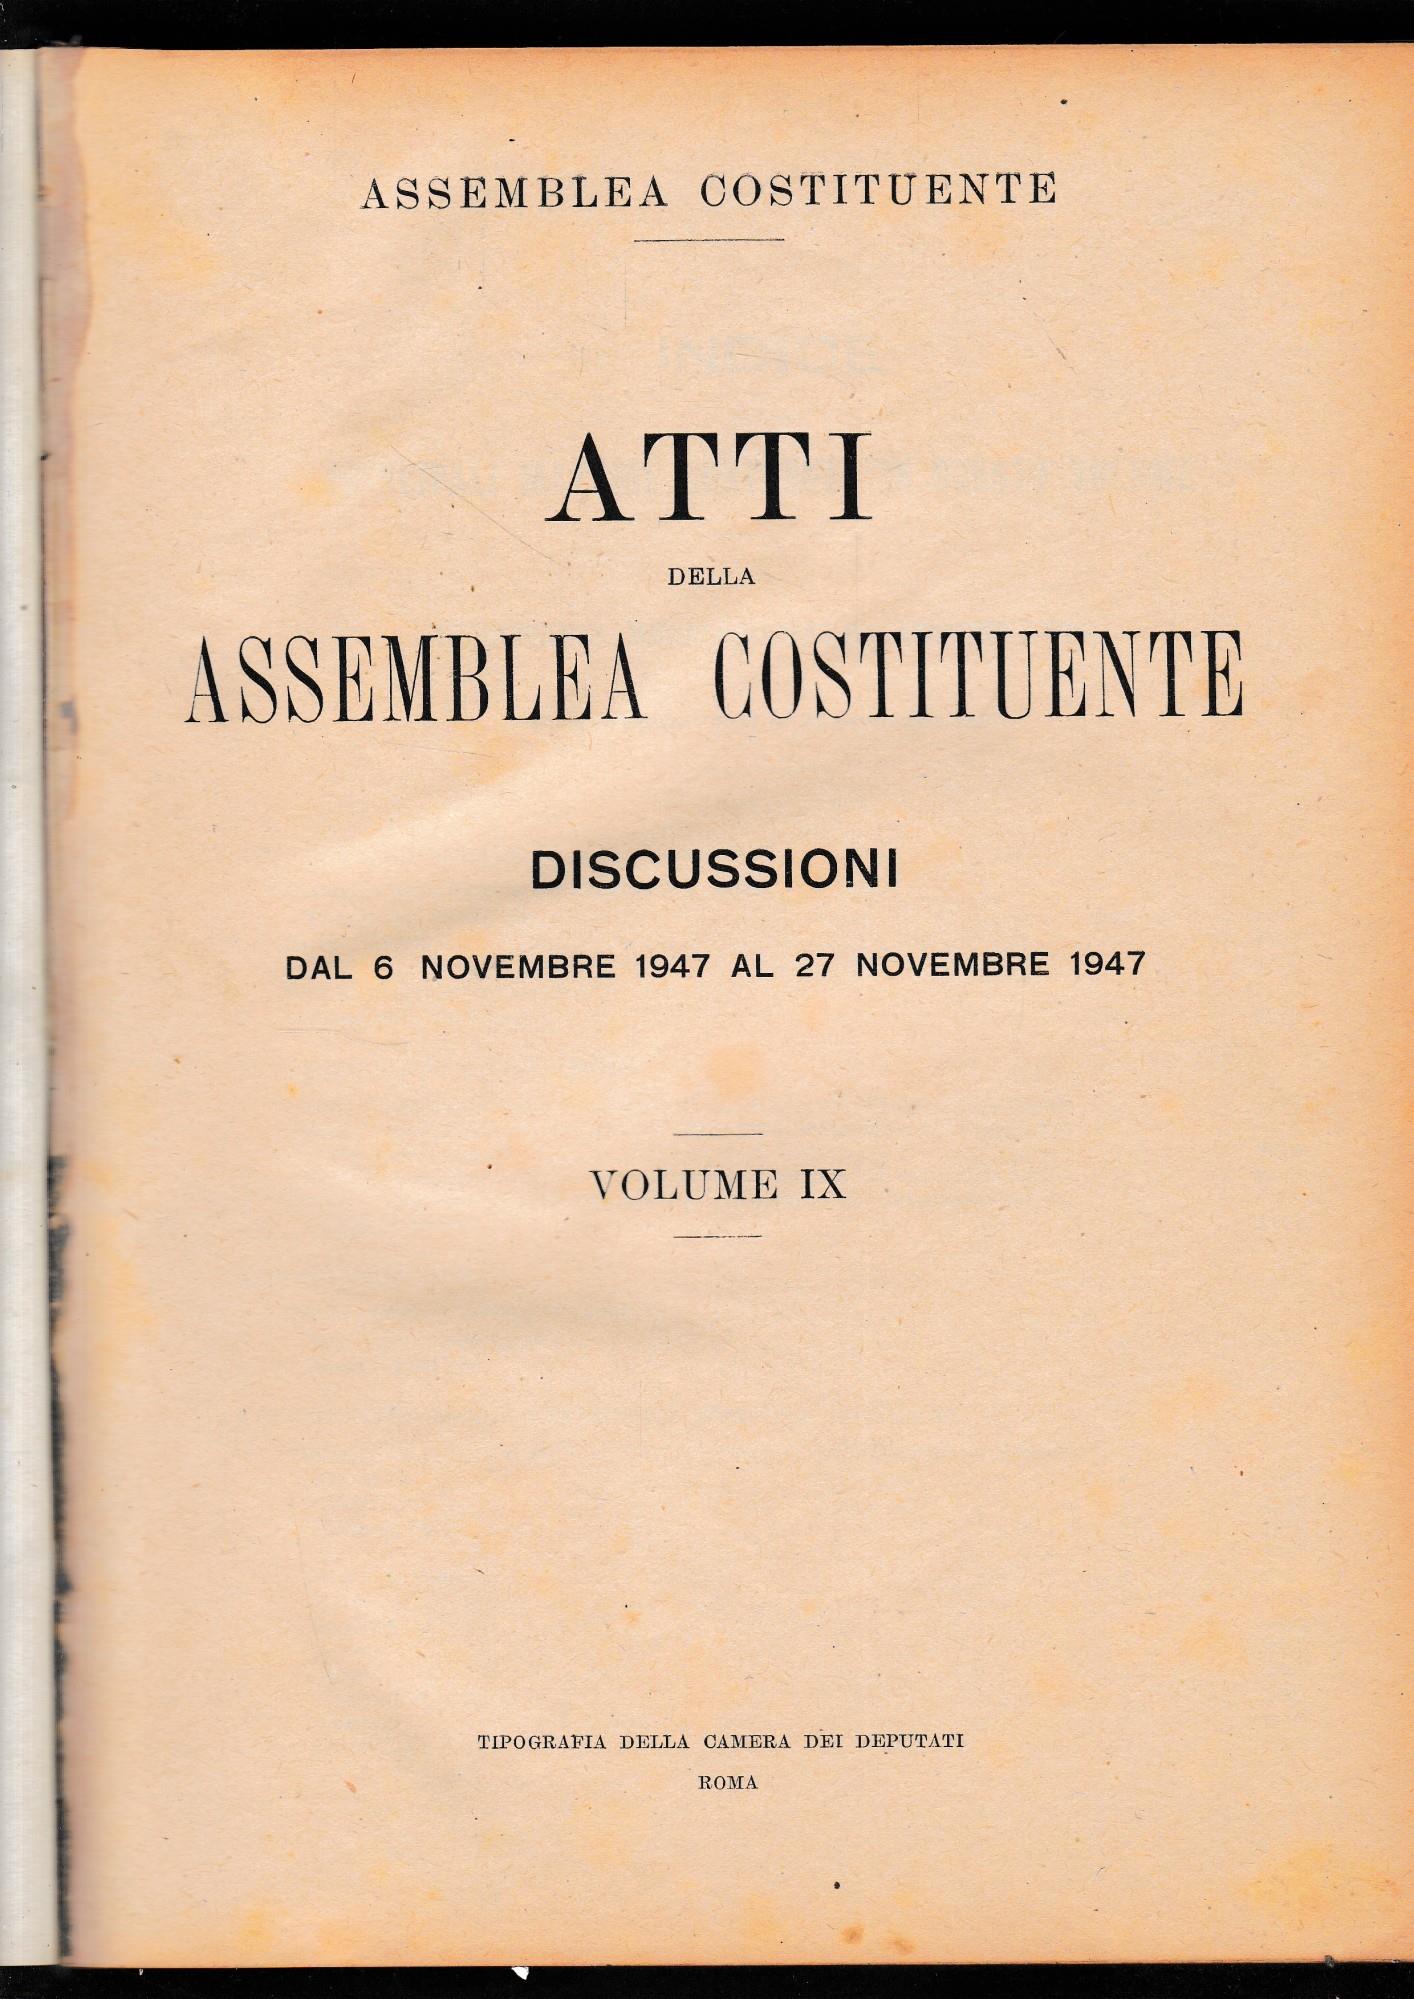 ASSEMBLEA COSTITUENTE
ATTI
DELLA
ASSEMBLEA COSTITUENTE
DISCUSSIONI
DAL 6 NOVEMBRE 1947 AL 27 NOVEMBRE 1947
VOLUME IX
TIPOGRAFIA DELLA CAMERA DEI DEPUTATI
ROMA